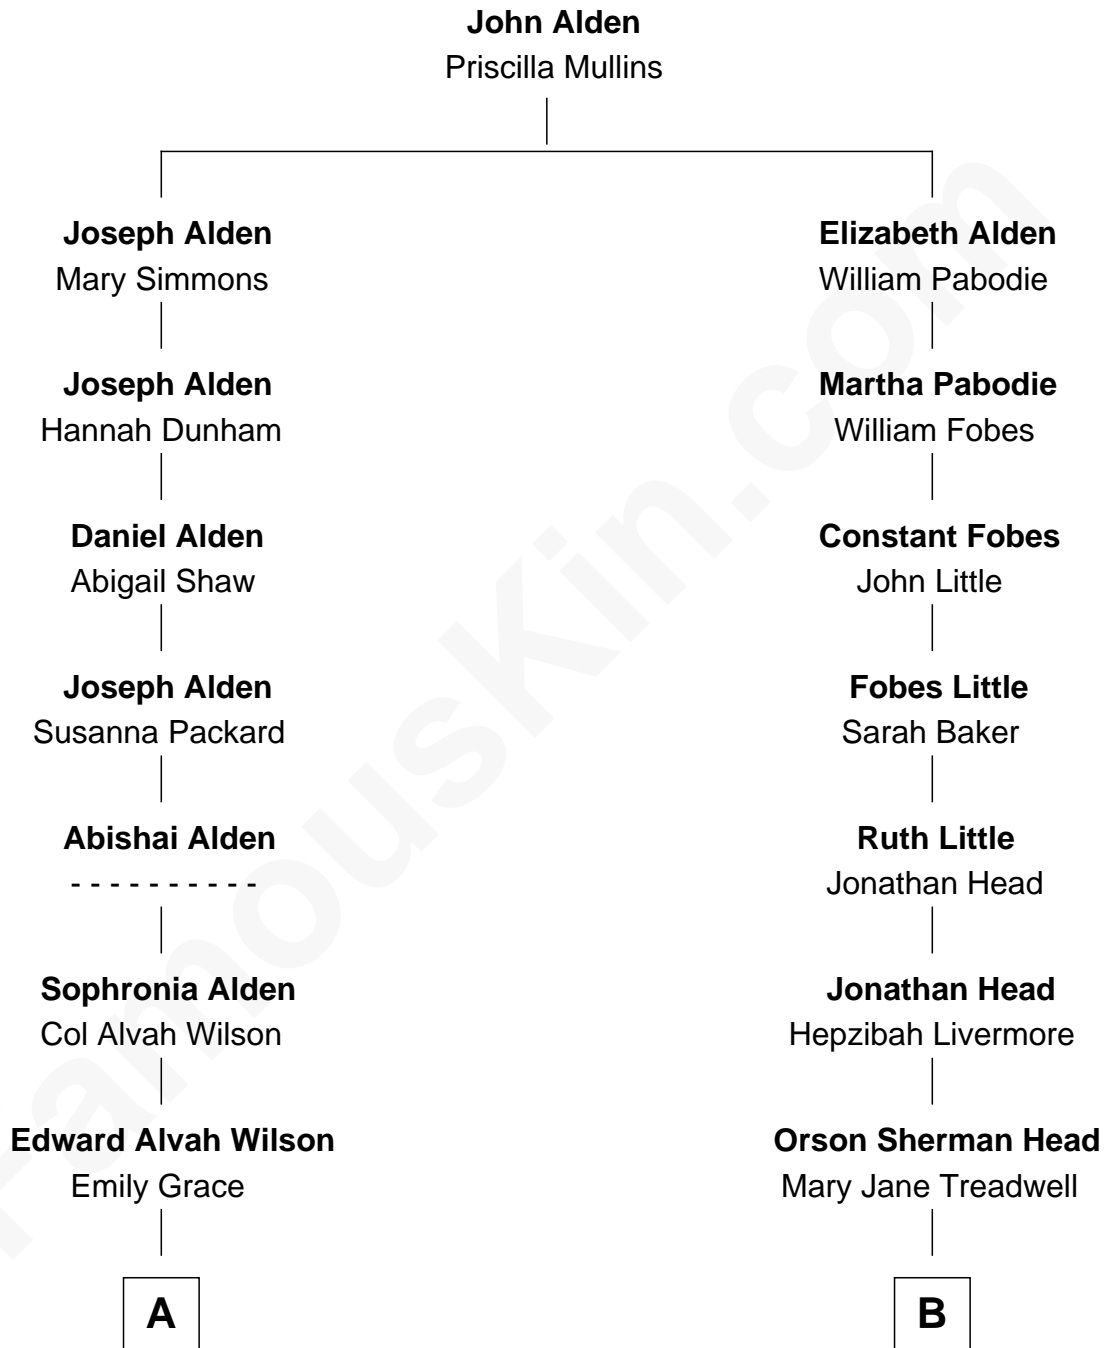 John Alden
Priscilla Mullins
Joseph Alden
Mary Simmons
Elizabeth Alden
William Pabodie
Joseph Alden
Hannah Dunham
Martha Pabodie
William Fobes
Daniel Alden
Abigail Shaw
Constant Fobes
John Little
Joseph Alden
Susanna Packard
Fobes Little
Sarah Baker
Abishai Alden
- - - - - - - - - -
Ruth Little
Jonathan Head
Sophronia Alden
Col Alvah Wilson
Jonathan Head
Hepzibah Livermore
Edward Alvah Wilson
Emily Grace
Orson Sherman Head
Mary Jane Treadwell
A
B
FamousKin.com